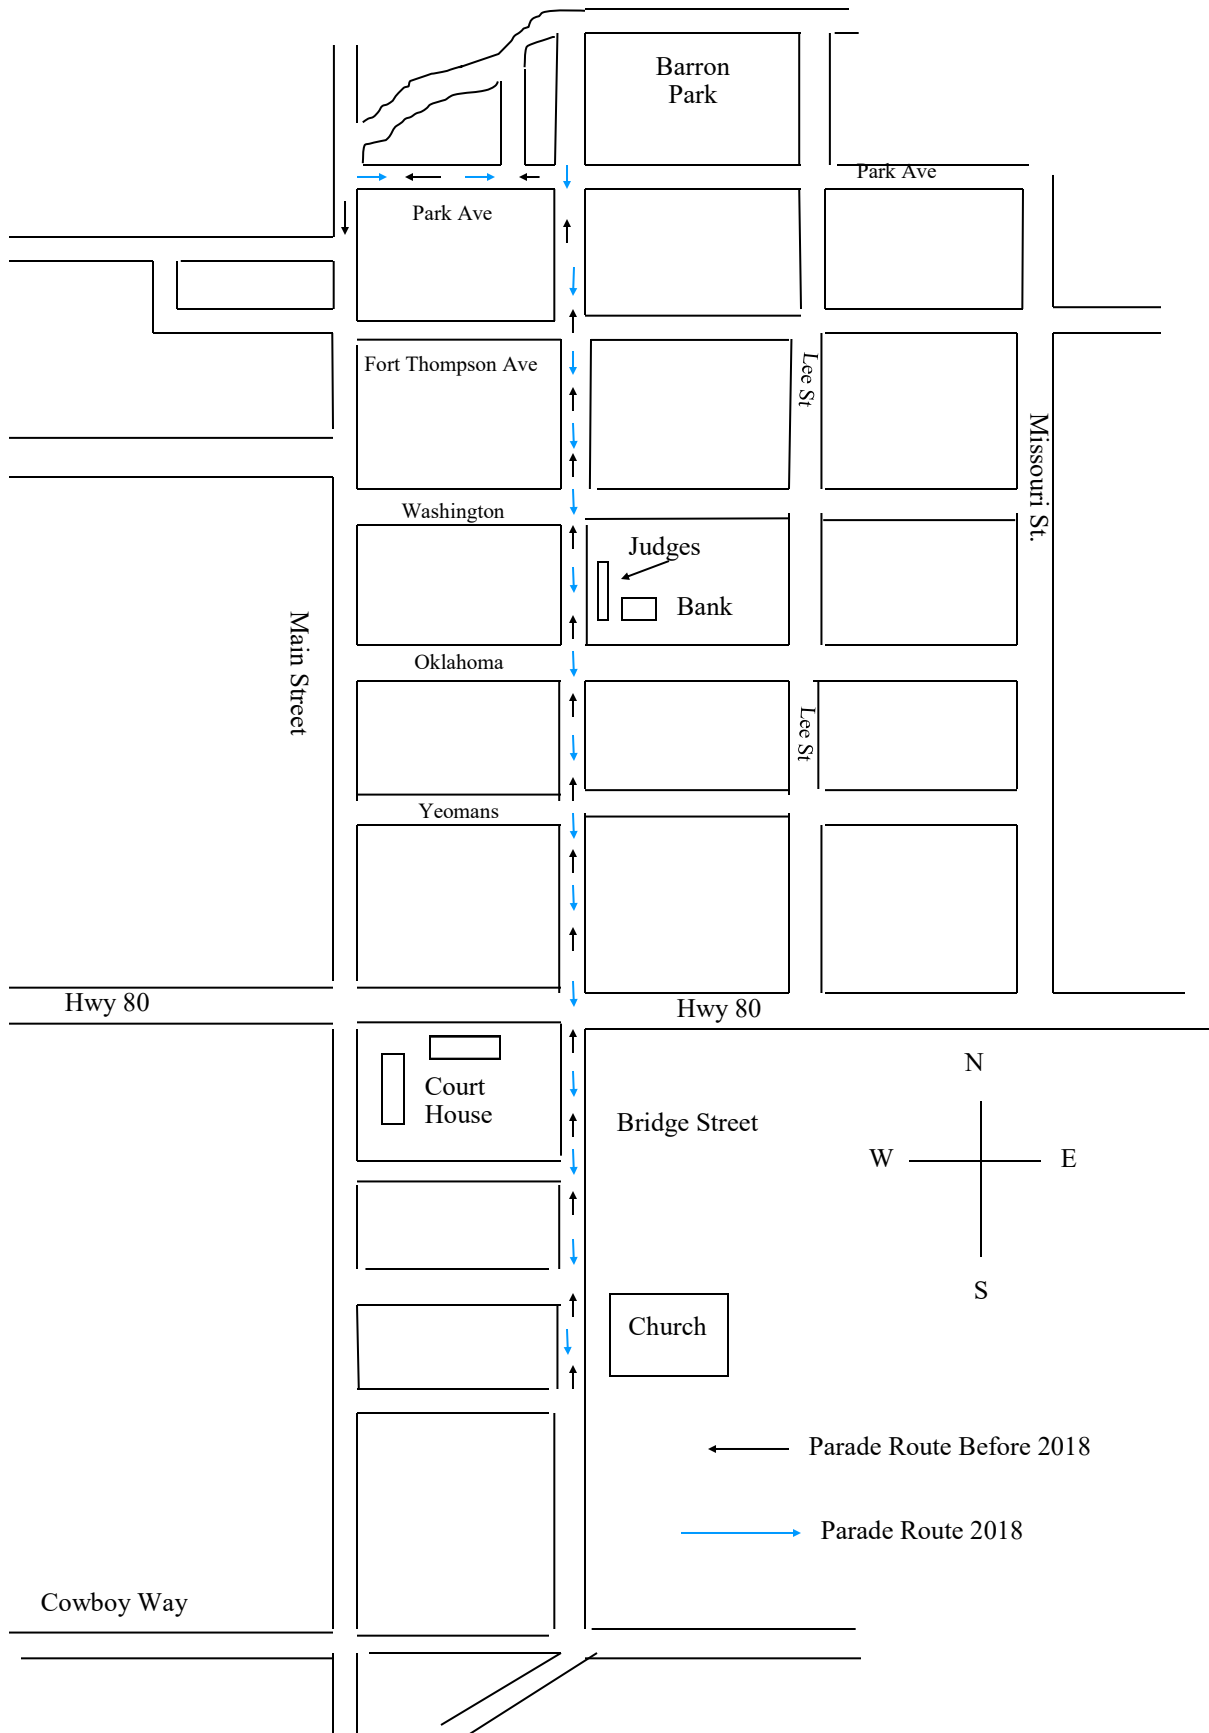 Barron
Park
Park Ave
Park Ave
Fort Thompson Ave
Lee St
Missouri St.
Washington
Judges
Bank
Main Street
Oklahoma
Lee St
Yeomans
Hwy 80
Hwy 80
Court
House
Bridge Street
N
W
E
S
Church
Parade Route Before 2018
Parade Route 2018
Cowboy Way